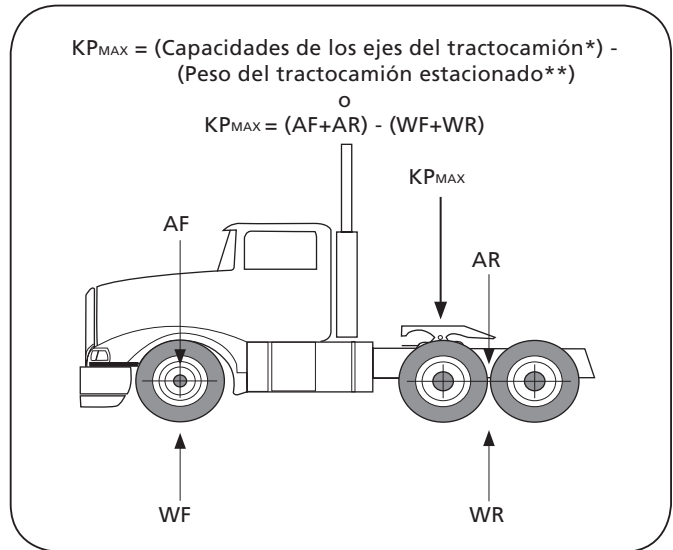 KPMAX = (Capacidades de los ejes del tractocamión*) -
(Peso del tractocamión estacionado**)
o
KPMAX = (AF+AR) - (WF+WR)
KPMAX
AF
AR
WF
WR